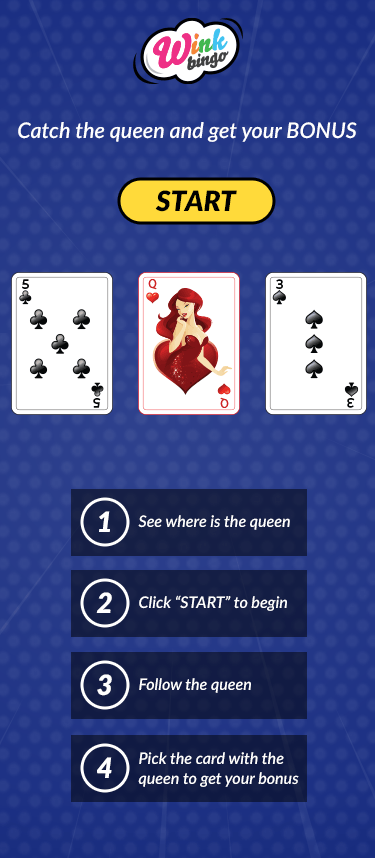 Wink
bingo
Catch the queen and get your BONUS
START
5
5
Q
Q
3
3
1
See where is the queen
2
Click “START” to begin
3
Follow the queen
4
Pick the card with the
queen to get your bonus